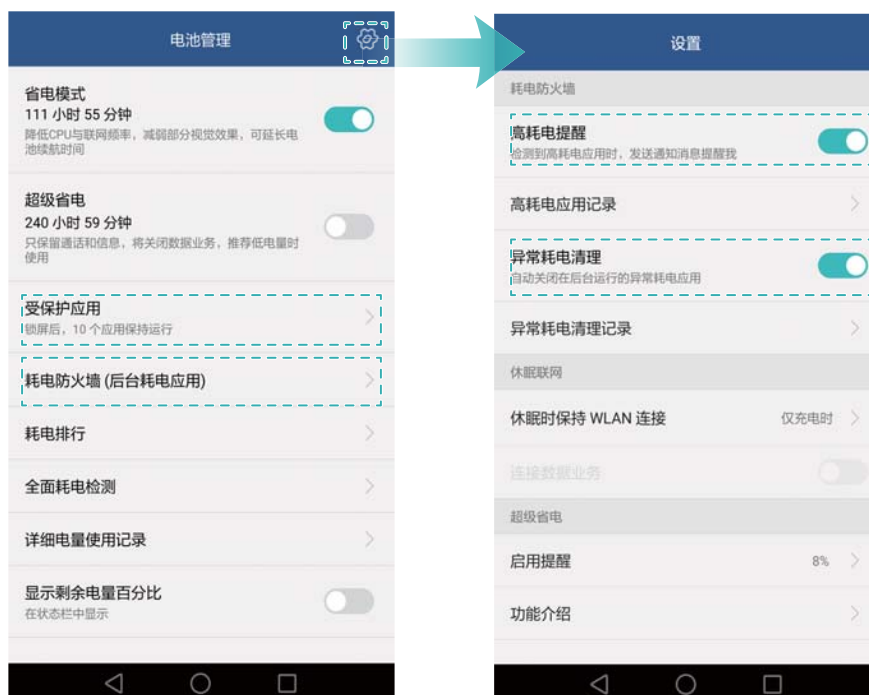 电池管理
省电模式
111 小时 55 分钟
降低CPU与联网频率，减弱部分视觉效果，可延长电
池续航时间
超级省电
240 小时 59 分钟
只保留通话和信息，将关闭数据业务，推荐低电量时
使用
受保护应用
锁屏后，10 个应用保持运行
耗电防火墙 (后台耗电应用)
耗电排行
全面耗电检测
详细电量使用记录
显示剩余电量百分比
在状态栏中显示
设置
耗电防火墙
高耗电提醒
检测到高耗电应用时，发送通知消息提醒我
高耗电应用记录
异常耗电清理
自动关闭在后台运行的异常耗电应用
异常耗电清理记录
休眠联网
休眠时保持 WLAN 连接 仅充电时
连接数据业务
超级省电
启用提醒 8%
功能介绍